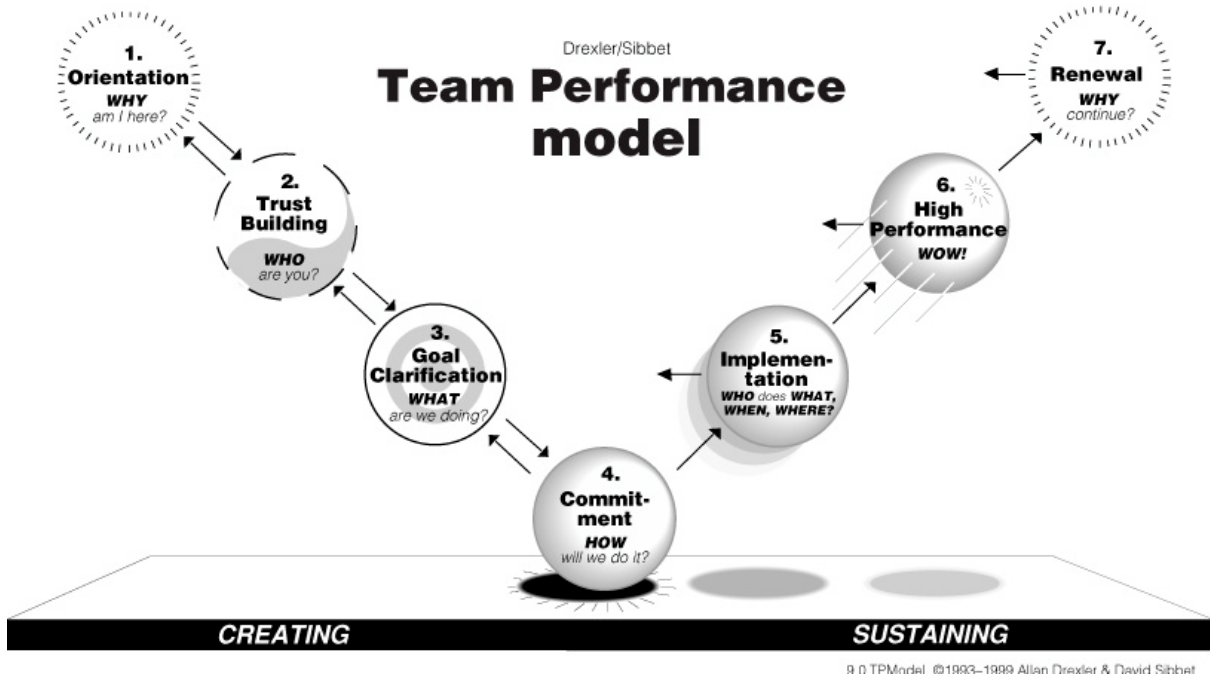 Drexler/Sibbet
Team Performance
model
1.
Orientation
WHY
am I here?
2.
Trust
Building
WHO
are you?
3.
Goal
Clarification
WHAT
are we doing?
4.
Commit-
ment
HOW
will we do it?
5.
Implemen-
tation
WHO does WHAT,
WHEN, WHERE?
6.
High
Performance
WOW!
7.
Renewal
WHY
continue?
CREATING
SUSTAINING
9.0 TPModel ©1993–1999 Allan Drexler & David Sibbet